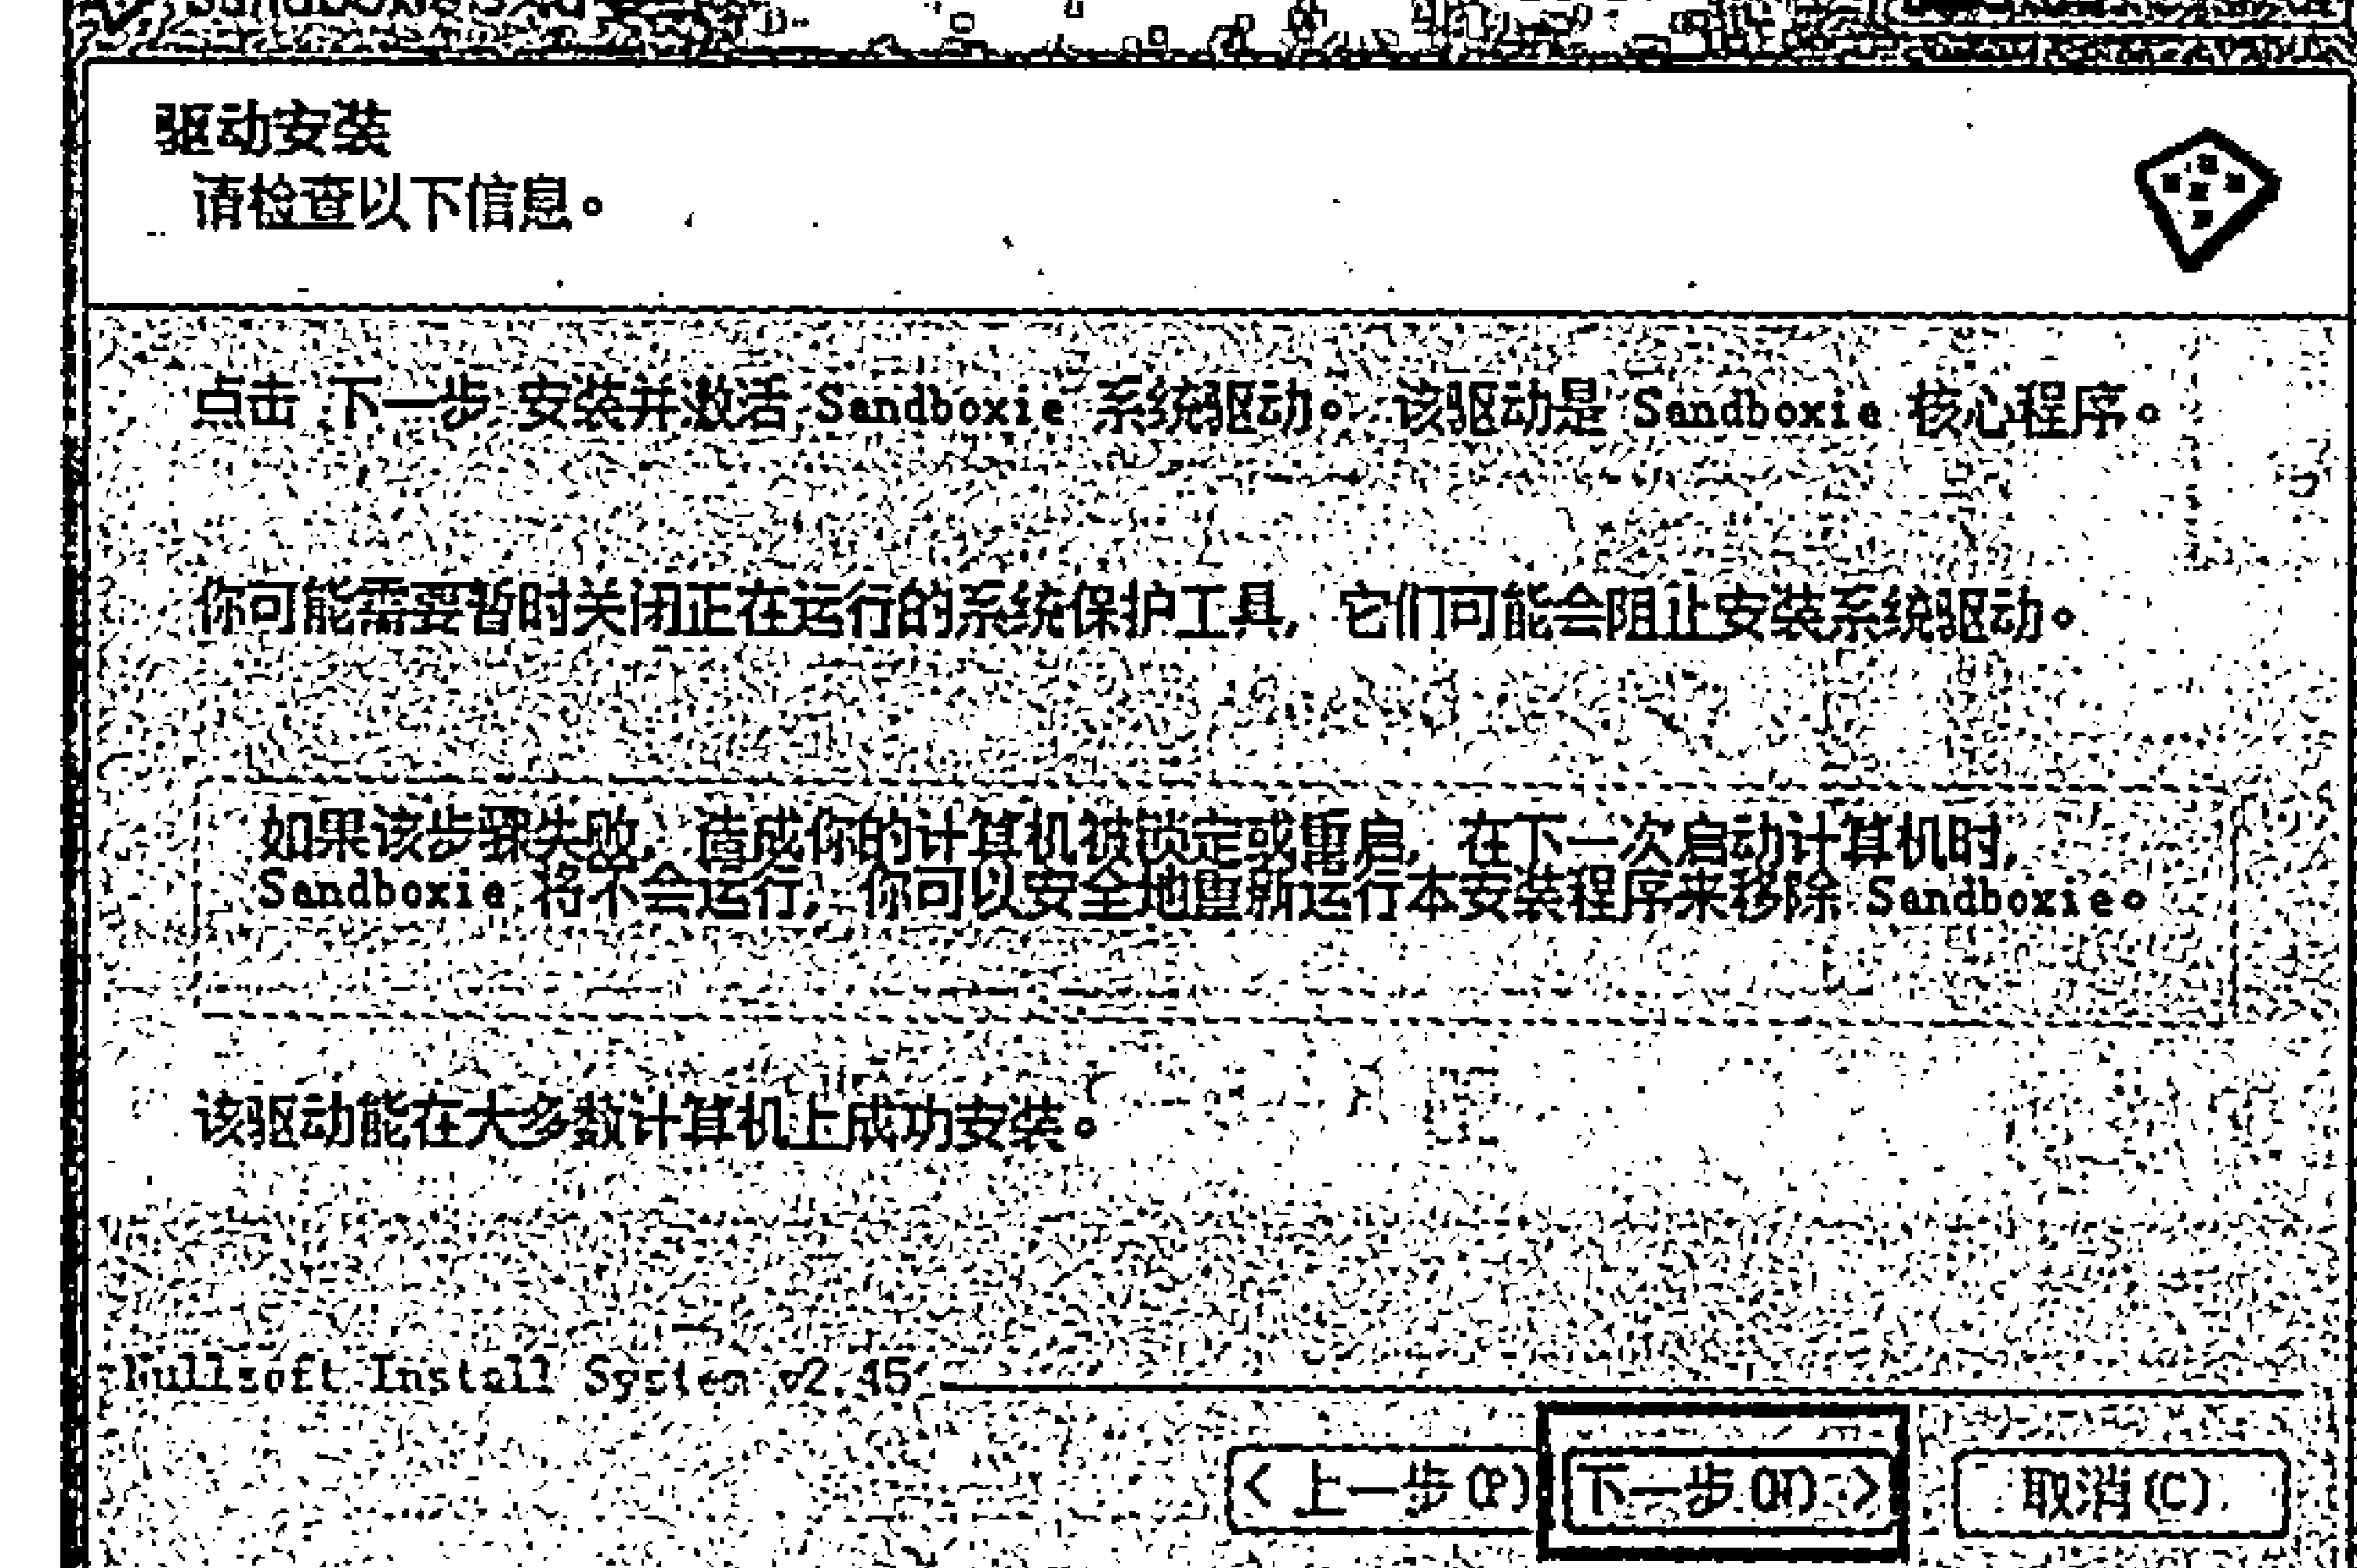 驱动安装
请检查以下信息。
点击 下一步 安装并激活 Sandboxie 系统驱动。 该驱动是 Sandboxie 核心程序。
你可能需要暂时关闭正在运行的系统保护工具, 它们可能会阻止安装系统驱动。
如果该步骤失败, 造成你的计算机被锁定或重启, 在下一次启动计算机时,
Sandboxie 将不会运行, 你可以安全地重新运行本安装程序来移除 Sandboxie。
该驱动能在大多数计算机上成功安装。
Nullsoft Install System v2.45
< 上一步(P) 下一步(N) > 取消(C)